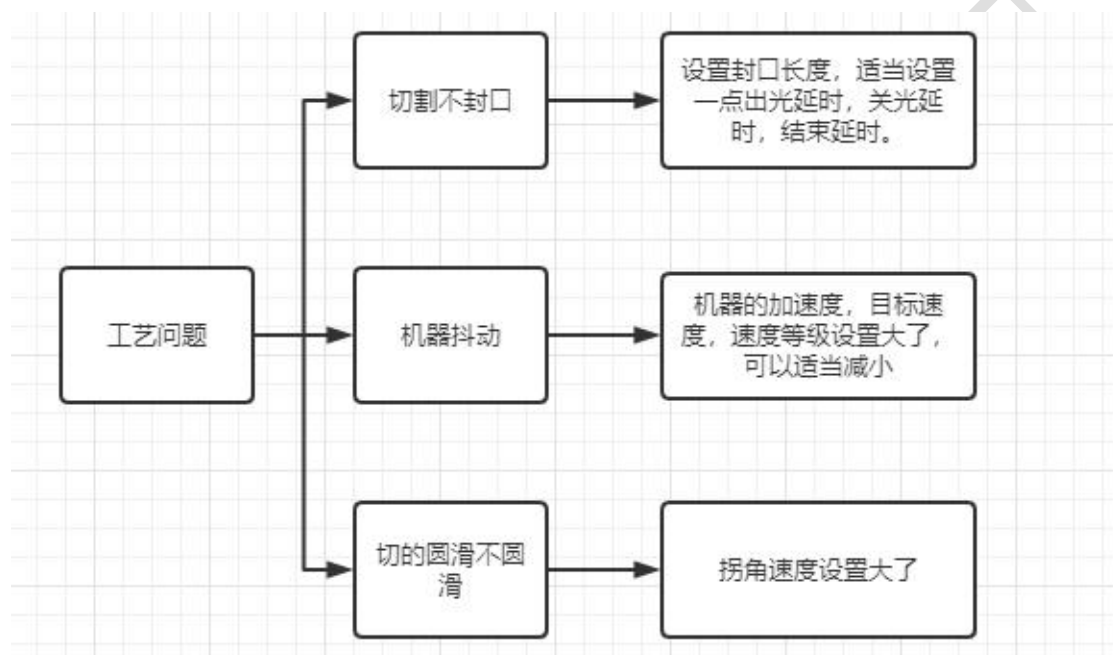 切割不封口
设置封口长度，适当设置
一点出光延时，关光延
时，结束延时。
工艺问题
机器抖动
机器的加速度，目标速
度，速度等级设置大了，
可以适当减小
切的圆滑不圆
滑
拐角速度设置大了